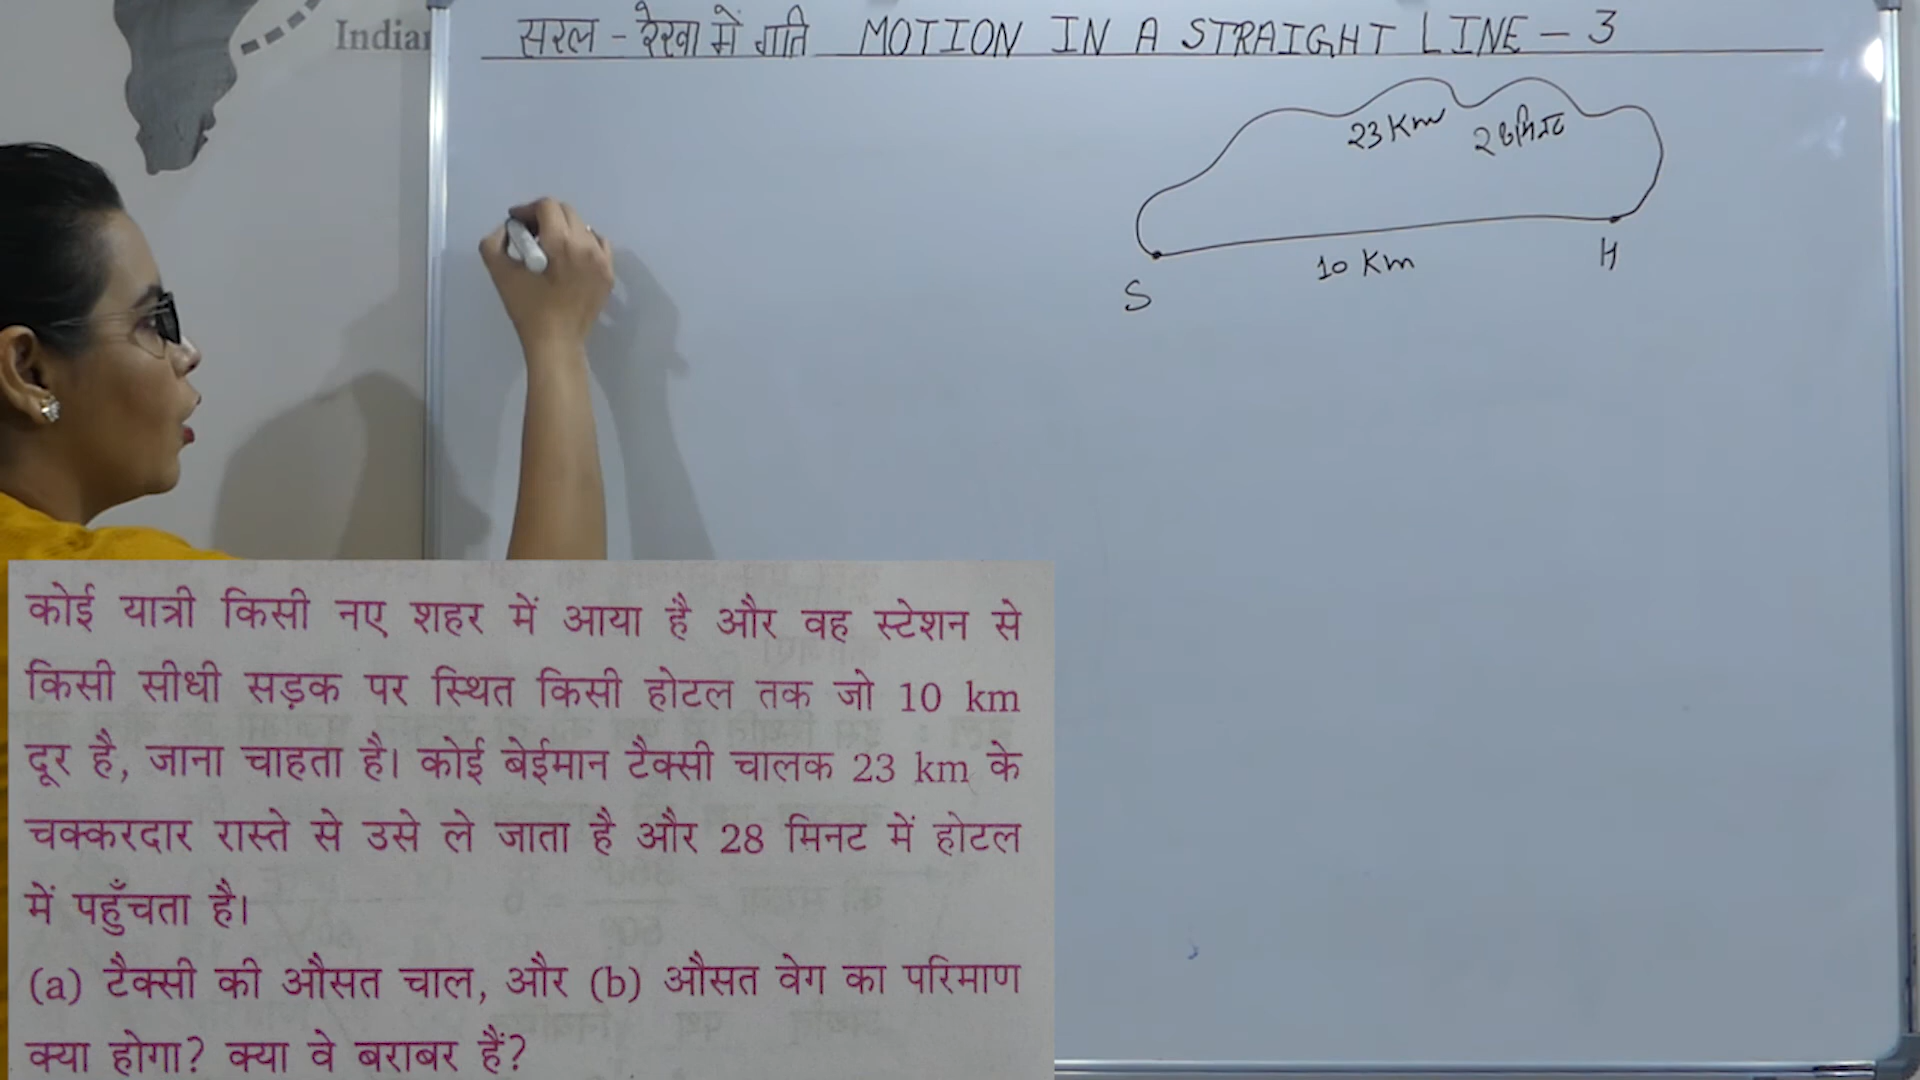 Indian
सरल - रेखा में गति MOTION IN A STRAIGHT LINE - 3
23 Km
28 मिनट
10 Km
S
H
कोई यात्री किसी नए शहर में आया है और वह स्टेशन से
किसी सीधी सड़क पर स्थित किसी होटल तक जो 10 km
दूर है, जाना चाहता है। कोई बेईमान टैक्सी चालक 23 km के
चक्करदार रास्ते से उसे ले जाता है और 28 मिनट में होटल
में पहुँचता है।
(a) टैक्सी की औसत चाल, और (b) औसत वेग का परिमाण
क्या होगा? क्या वे बराबर हैं?